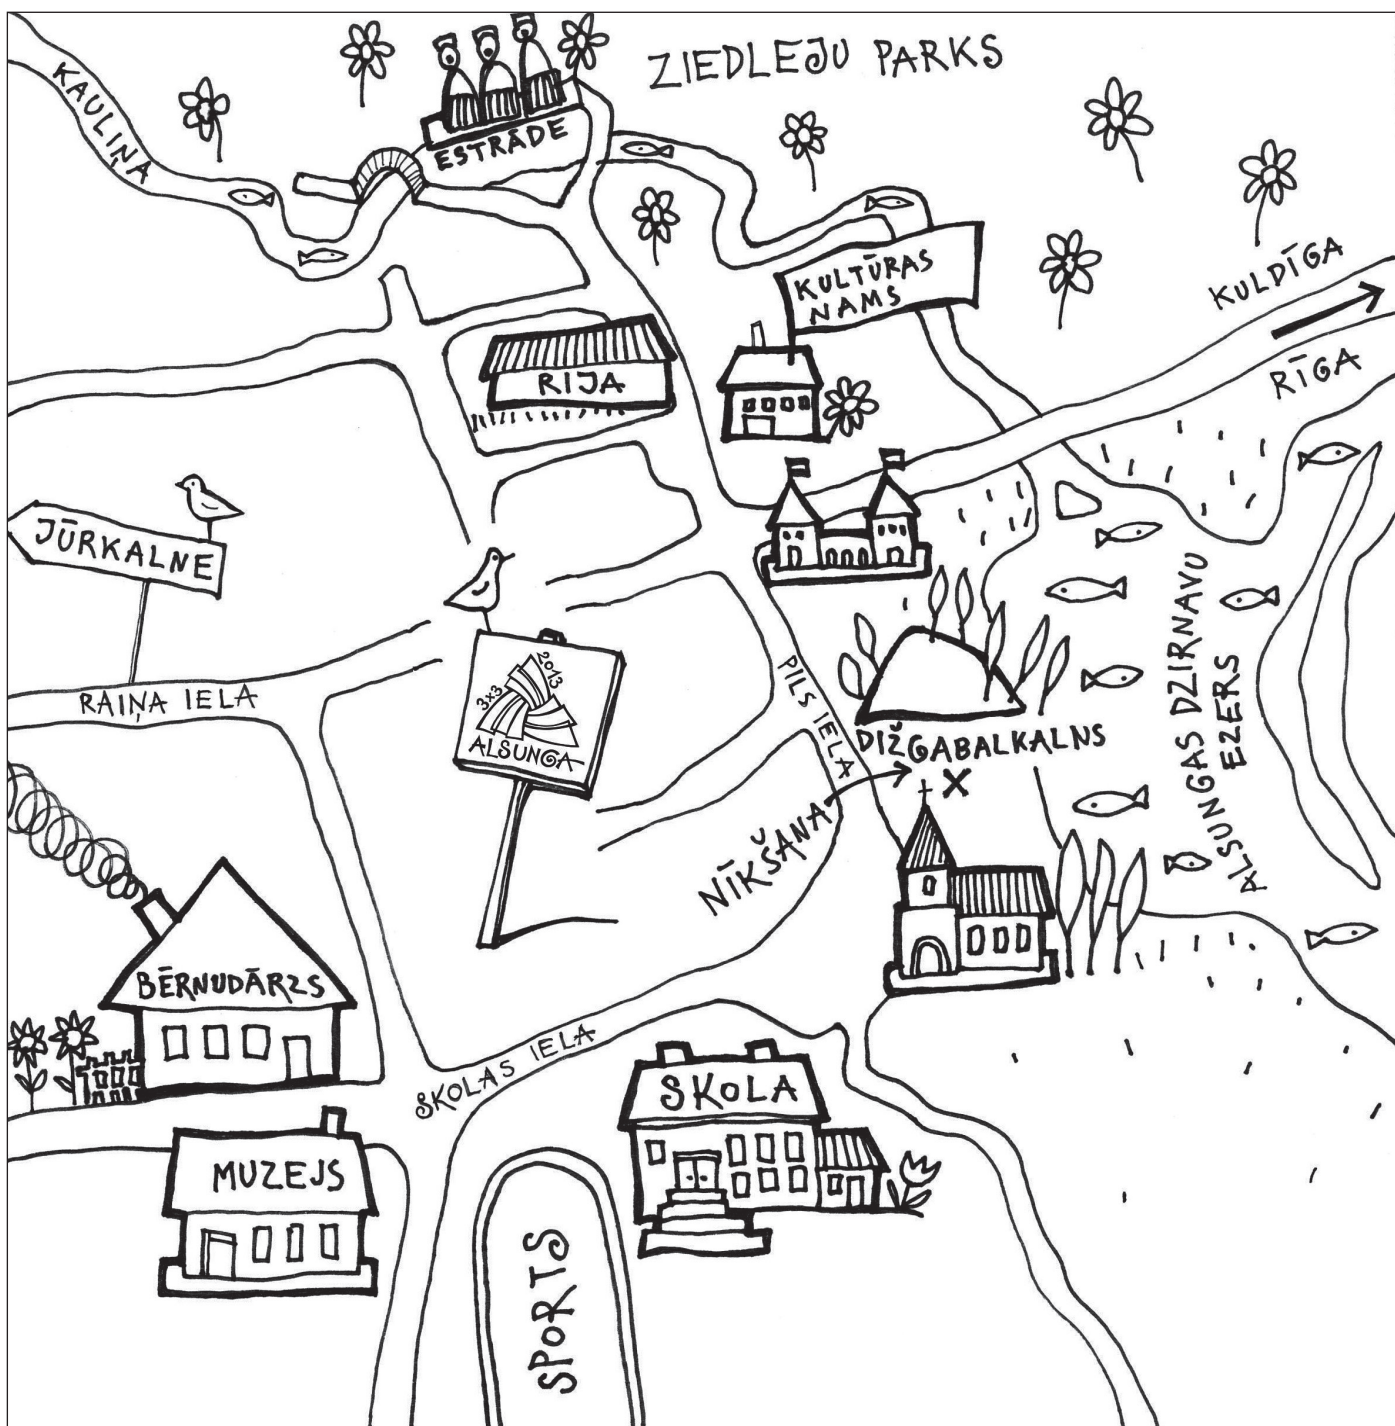 ZIEDLEJU PARKS
KAULIŅA
ESTRĀDE
KULTŪRAS
NAMS
KULDĪGA
RĪGA
RIJA
JŪRKALNE
RAIŅA IELA
2013
3x3
ALSUNGA
PILS IELA
DIŽGABALKALNS
X
NĪKŠANA
ALSUNGAS DZIRNAVU
EZERS
BĒRNUDĀRZS
SKOLAS IELA
SKOLA
MUZEJS
SPORTS